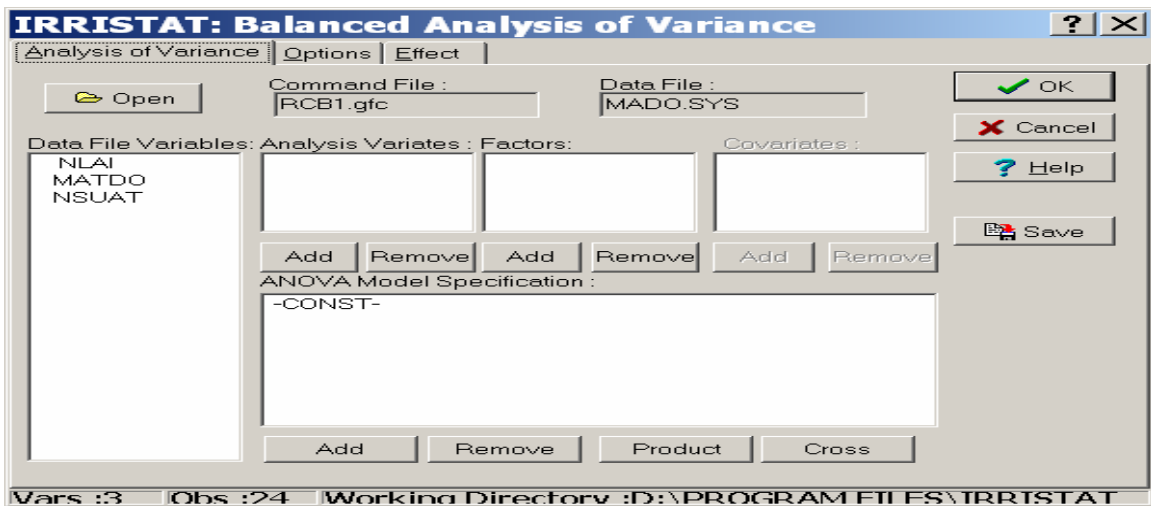 IRRISTAT: Balanced Analysis of Variance
Analysis of Variance Options Effect
Open
Command File :
RCB1.gfc
Data File :
MADO.SYS
OK
Cancel
Help
Save
Data File Variables: Analysis Variates : Factors: Covariates :
NLAI
MATDO
NSUAT
Add Remove Add Remove Add Remove
ANOVA Model Specification :
-CONST-
Add Remove Product Cross
Vars :3 Obs :24 Working Directory :D:\PROGRAM FILES\IRRISTAT